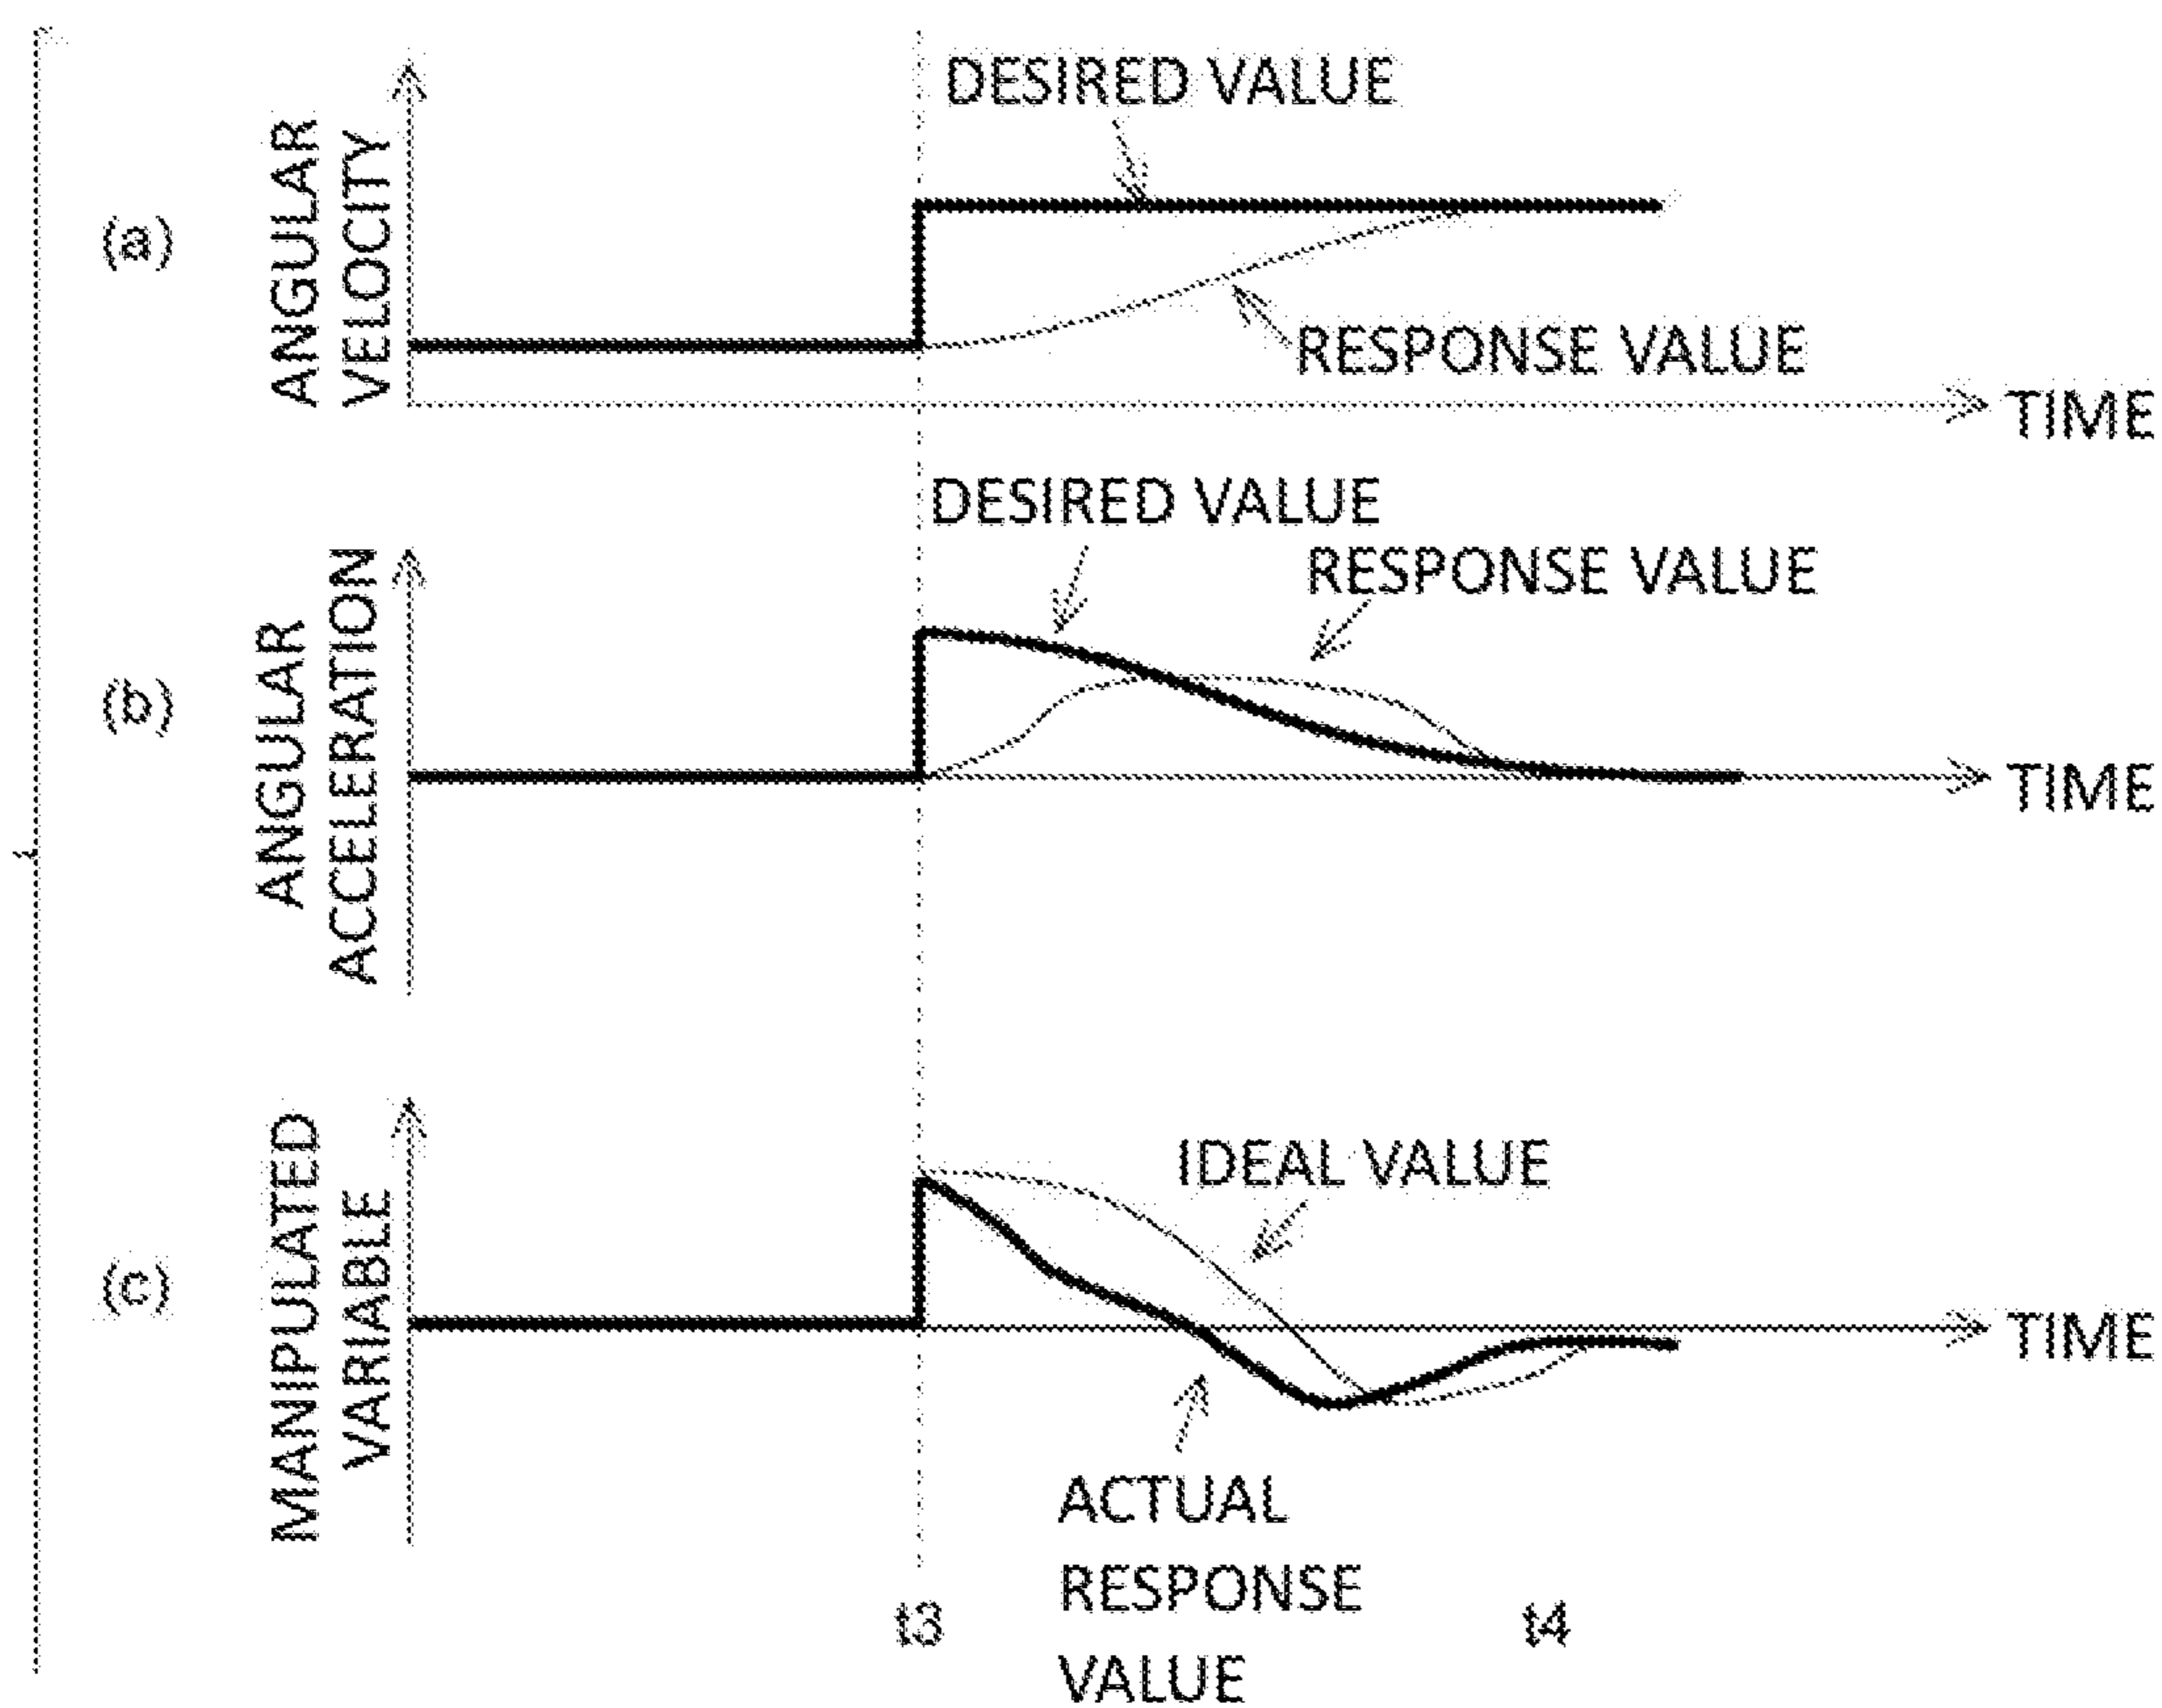 (a)
ANGULAR
VELOCITY
DESIRED VALUE
RESPONSE VALUE
TIME
(b)
ANGULAR
ACCELERATION
DESIRED VALUE
RESPONSE VALUE
TIME
(c)
MANIPULATED
VARIABLE
IDEAL VALUE
TIME
ACTUAL
RESPONSE
VALUE
t3
t4